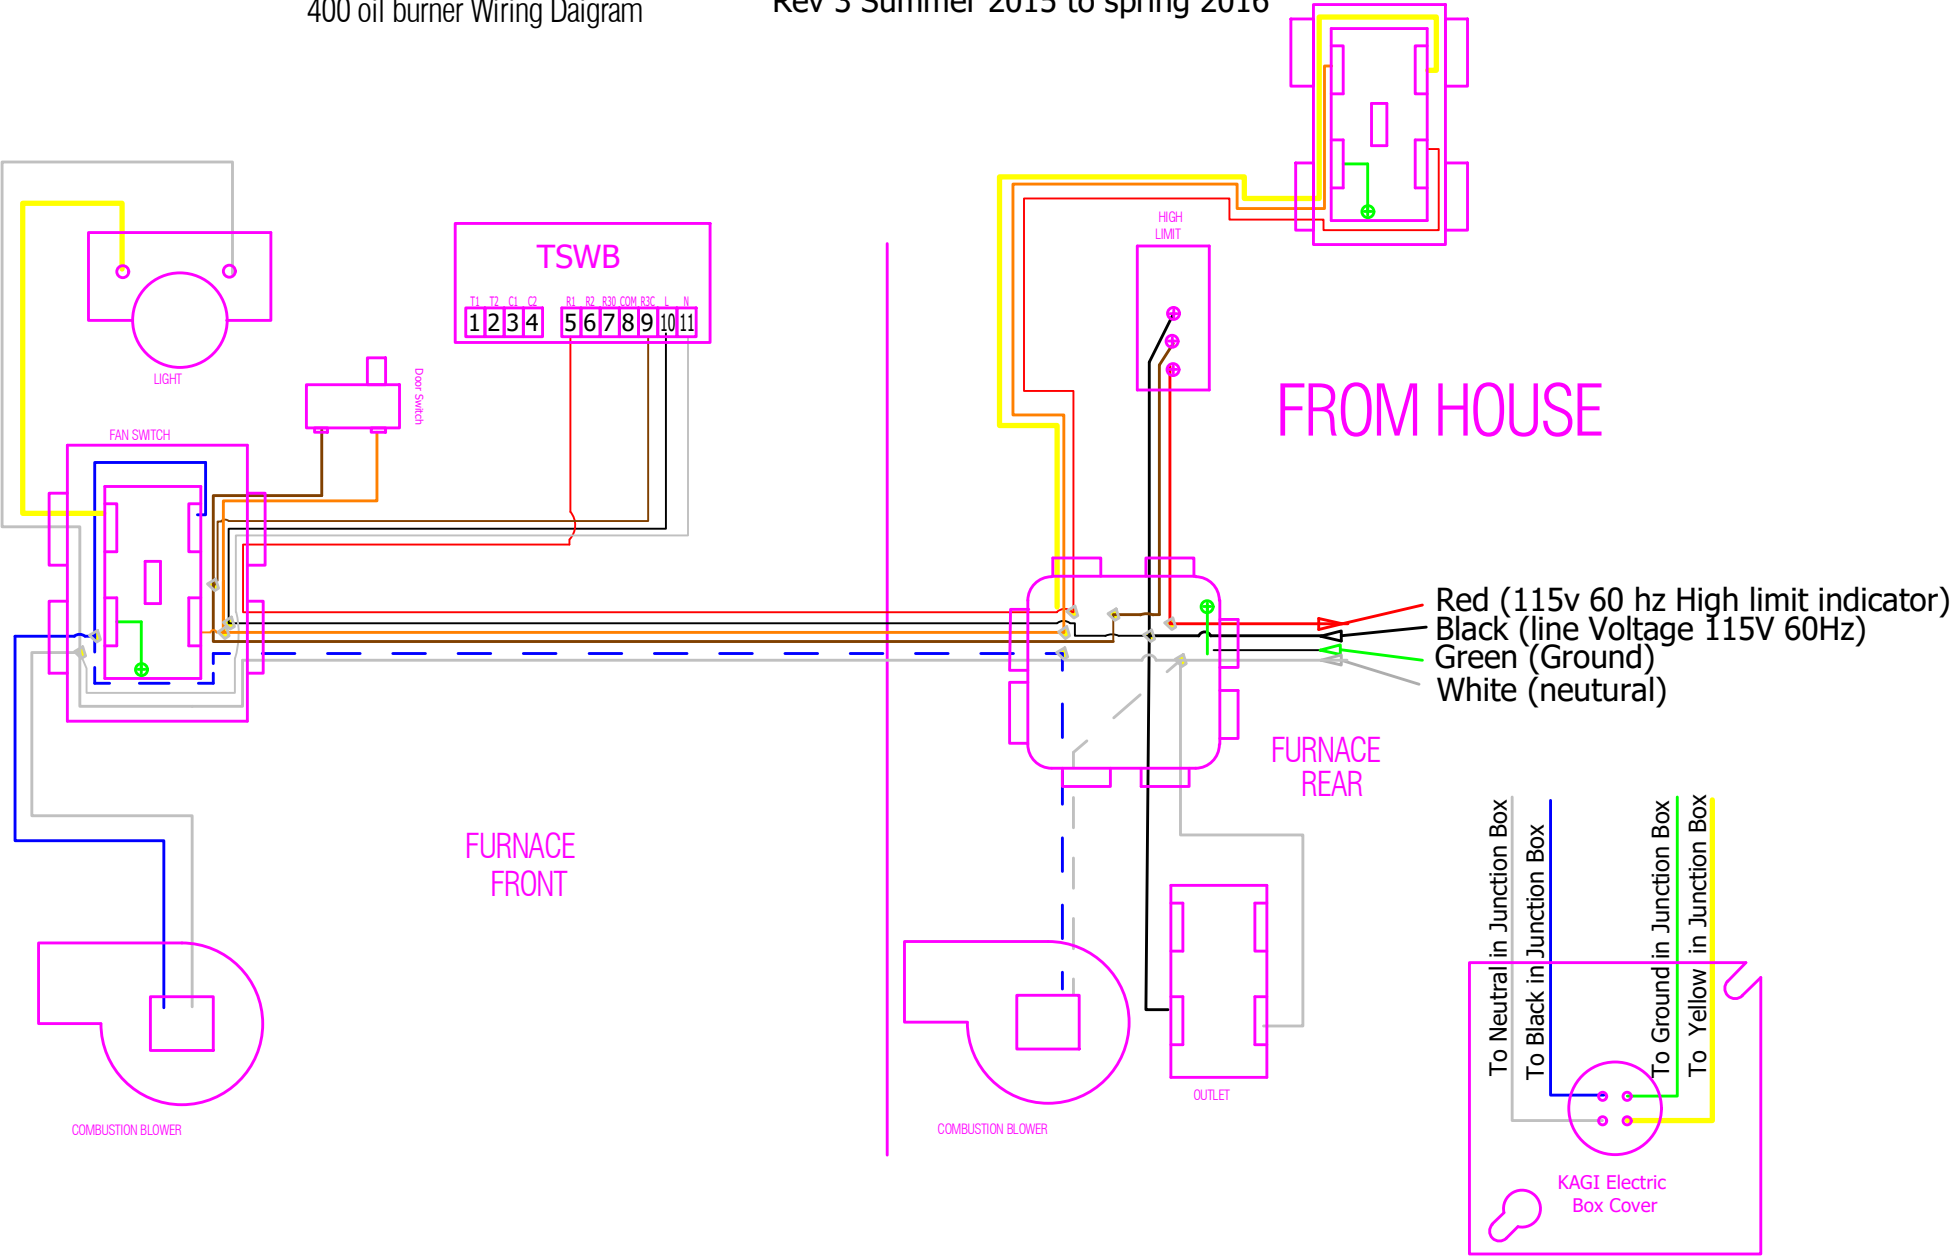 400 oil burner Wiring Daigram
Rev 3 Summer 2015 to spring 2016
TSWB
T1 T2 C1 C2 R1 R2 R30 COM R3C L N
1 2 3 4 5 6 7 8 9 10 11
LIGHT
Door Switch
FAN SWITCH
HIGH
LIMIT
FROM HOUSE
Red (115v 60 hz High limit indicator)
Black (line Voltage 115V 60Hz)
Green (Ground)
White (neutural)
FURNACE
REAR
FURNACE
FRONT
To Neutral in Junction Box
To Black in Junction Box
To Ground in Junction Box
To Yellow in Junction Box
OUTLET
COMBUSTION BLOWER
COMBUSTION BLOWER
KAGI Electric
Box Cover